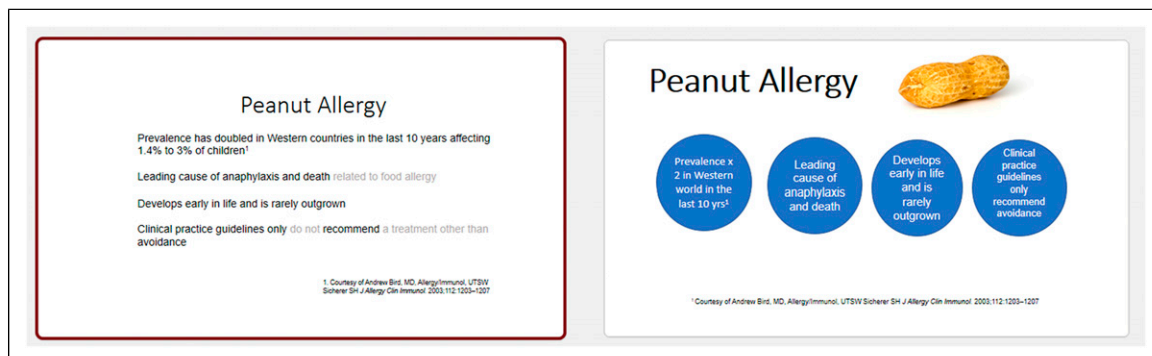 Peanut Allergy
Prevalence has doubled in Western countries in the last 10 years affecting
1.4% to 3% of children¹
Leading cause of anaphylaxis and death related to food allergy
Develops early in life and is rarely outgrown
Clinical practice guidelines only do not recommend a treatment other than
avoidance
1. Courtesy of Andrew Bird, MD, Allergy/Immunol, UTSW
Sicherer SH J Allergy Clin Immunol. 2003;112:1203–1207
Peanut Allergy
Prevalence x
2 in Western
world in the
last 10 yrs¹
Leading
cause of
anaphylaxis
and death
Develops
early in life
and is
rarely
outgrown
Clinical
practice
guidelines
only
recommend
avoidance
¹ Courtesy of Andrew Bird, MD, Allergy/Immunol, UTSW Sicherer SH J Allergy Clin Immunol. 2003;112:1203–1207